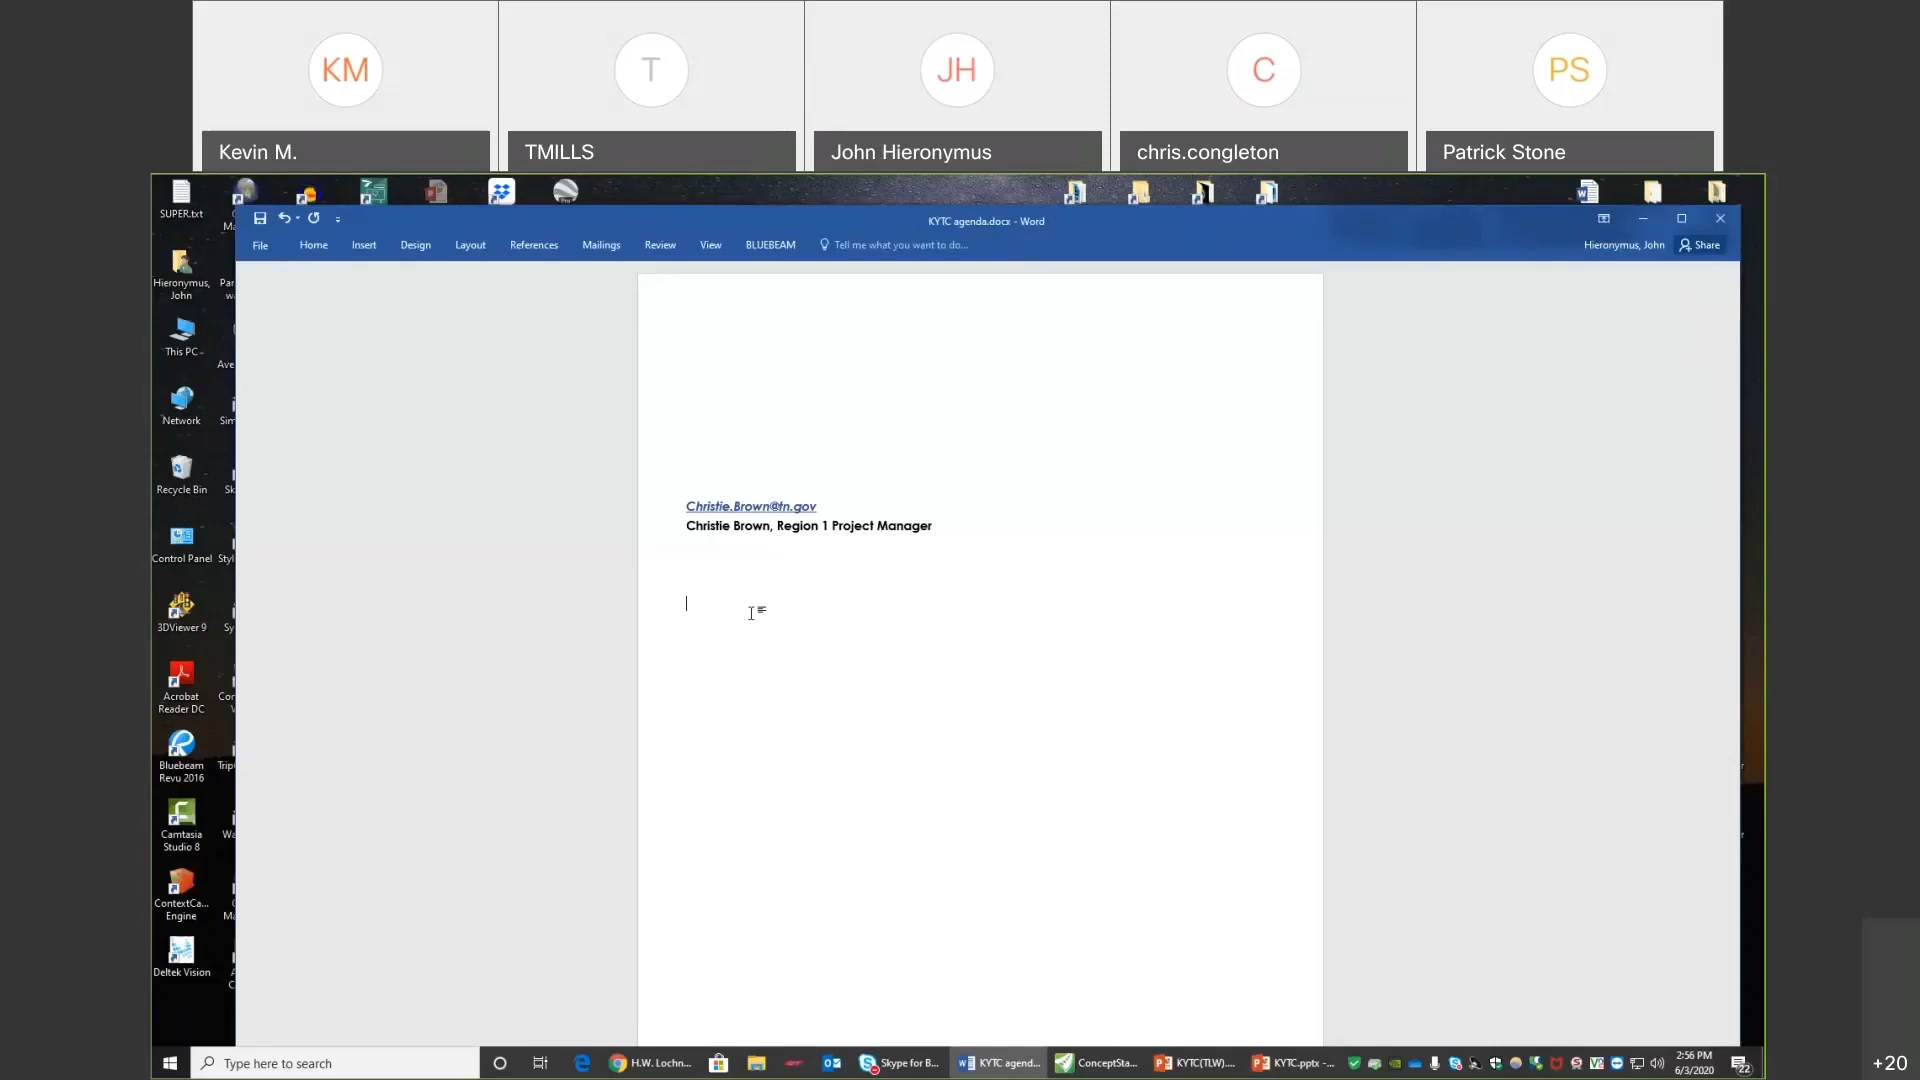 KM
T
JH
C
PS
Kevin M.
TMILLS
John Hieronymus
chris.congleton
Patrick Stone
KYTC agenda.docx - Word
File Home Insert Design Layout References Mailings Review View BLUEBEAM Tell me what you want to do...
Hieronymus, John Share
SUPER.txt
Hieronymus,
John
This PC
Network
Recycle Bin
Control Panel
3DViewer 9
Acrobat
Reader DC
Bluebeam
Revu 2016
Camtasia
Studio 8
ContextCa...
Engine
Deltek Vision
Christie.Brown@tn.gov
Christie Brown, Region 1 Project Manager
Type here to search
H.W. Lochn...
Skype for B...
KYTC agend...
ConceptSta...
KYTC(TLW)....
KYTC.pptx -...
2:56 PM
6/3/2020
22
+20